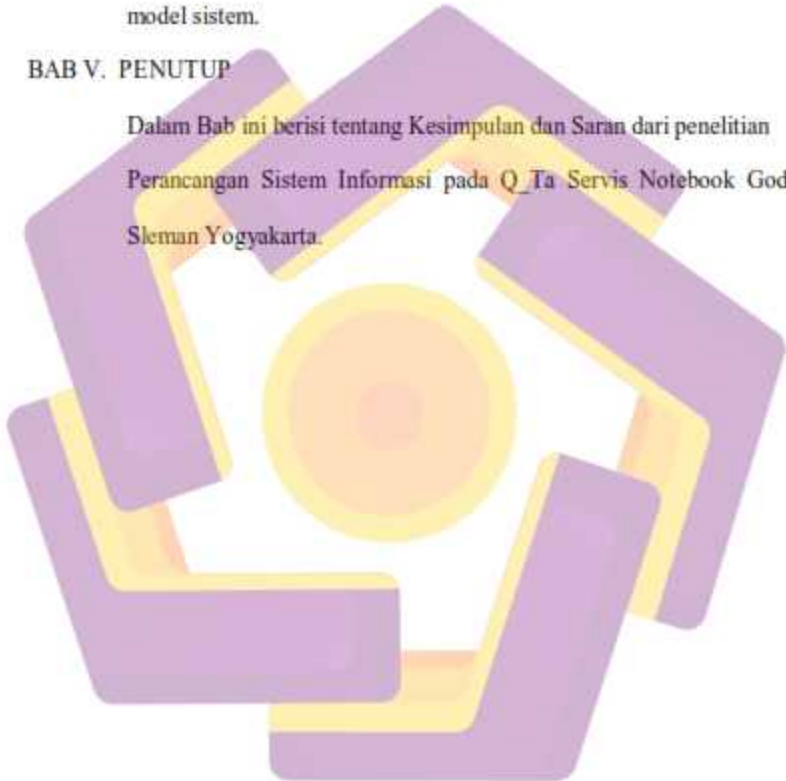 model sistem.
BAB V. PENUTUP
Dalam Bab ini berisi tentang Kesimpulan dan Saran dari penelitian
Perancangan Sistem Informasi pada Q_Ta Servis Notebook God
Sleman Yogyakarta.